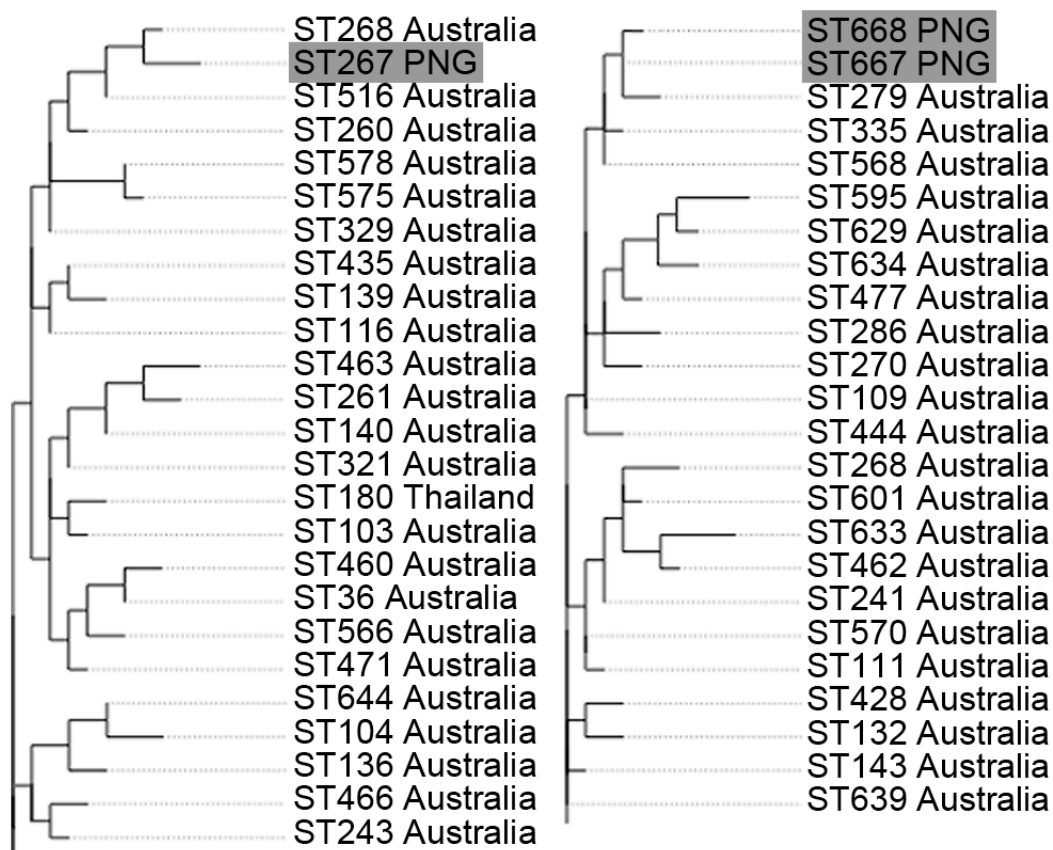 ST268 Australia
ST267 PNG
ST516 Australia
ST260 Australia
ST578 Australia
ST575 Australia
ST329 Australia
ST435 Australia
ST139 Australia
ST116 Australia
ST463 Australia
ST261 Australia
ST140 Australia
ST321 Australia
ST180 Thailand
ST103 Australia
ST460 Australia
ST36 Australia
ST566 Australia
ST471 Australia
ST644 Australia
ST104 Australia
ST136 Australia
ST466 Australia
ST243 Australia
ST668 PNG
ST667 PNG
ST279 Australia
ST335 Australia
ST568 Australia
ST595 Australia
ST629 Australia
ST634 Australia
ST477 Australia
ST286 Australia
ST270 Australia
ST109 Australia
ST444 Australia
ST268 Australia
ST601 Australia
ST633 Australia
ST462 Australia
ST241 Australia
ST570 Australia
ST111 Australia
ST428 Australia
ST132 Australia
ST143 Australia
ST639 Australia